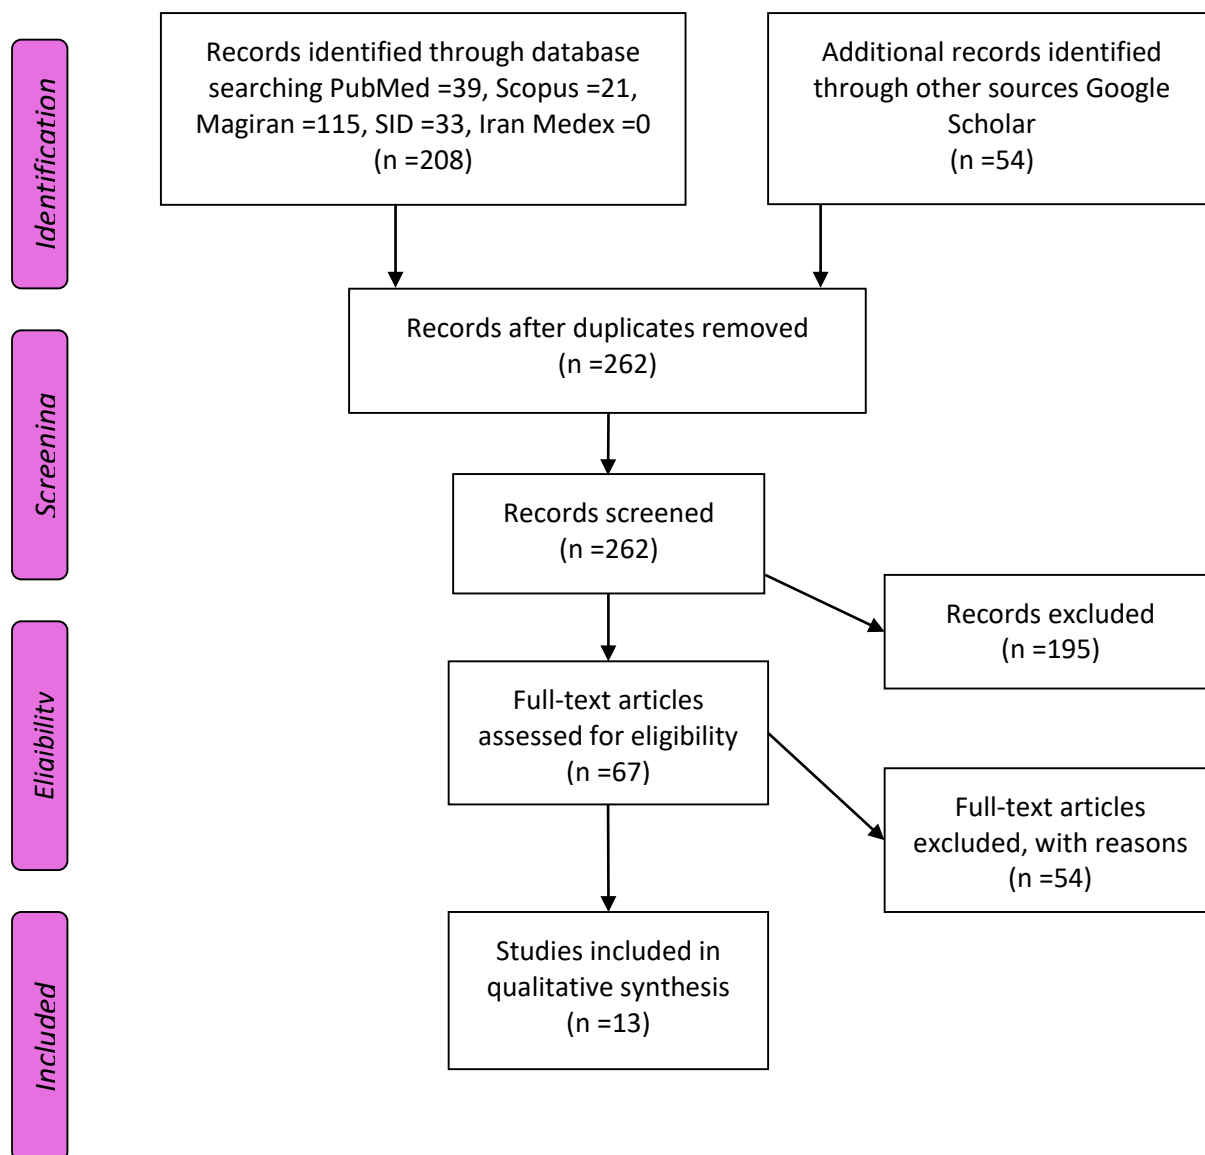 Identification
Records identified through database
searching PubMed =39, Scopus =21,
Magiran =115, SID =33, Iran Medex =0
(n =208)
Additional records identified
through other sources Google
Scholar
(n =54)
Records after duplicates removed
(n =262)
Screening
Records screened
(n =262)
Records excluded
(n =195)
Eligibility
Full-text articles
assessed for eligibility
(n =67)
Full-text articles
excluded, with reasons
(n =54)
Included
Studies included in
qualitative synthesis
(n =13)